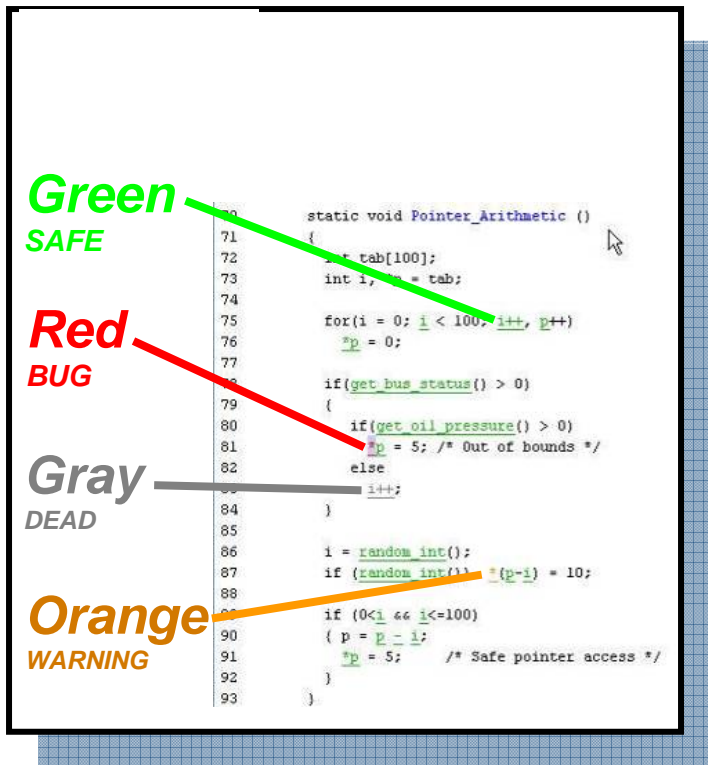 Green
SAFE
Red
BUG
Gray
DEAD
Orange
WARNING
static void Pointer_Arithmetic ()
71 {
72 int tab[100];
73 int i, *p = tab;
74
75 for(i = 0; i < 100; i++, p++)
76 *p = 0;
77
if(get_bus_status() > 0)
79 {
80 if(get_oil_pressure() > 0)
81 *p = 5; /* Out of bounds */
82 else
i++;
84 }
85
86 i = random_int();
87 if (random_int()) *(p-i) = 10;
88
if (0<i && i<=100)
90 { p = p - i;
91 *p = 5; /* Safe pointer access */
92 }
93 }